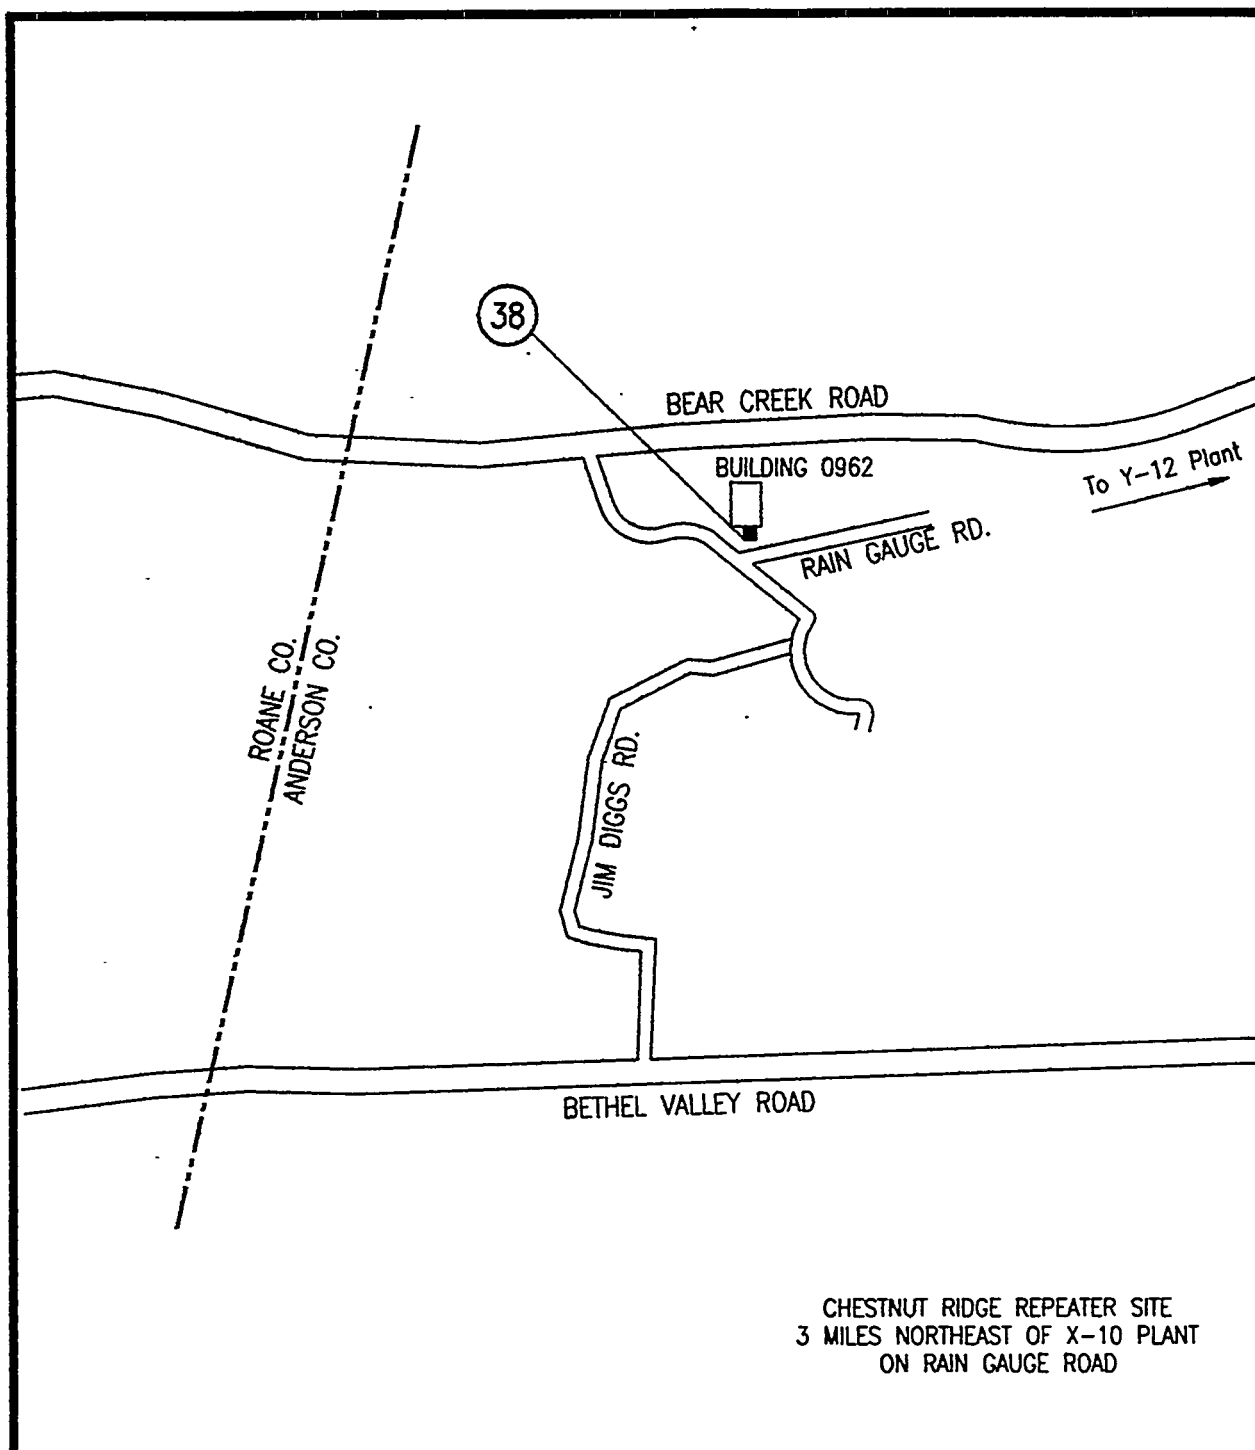 38
BEAR CREEK ROAD
BUILDING 0962
To Y-12 Plant
RAIN GAUGE RD.
ROANE CO.
ANDERSON CO.
JIM DIGGS RD.
BETHEL VALLEY ROAD
CHESTNUT RIDGE REPEATER SITE
3 MILES NORTHEAST OF X-10 PLANT
ON RAIN GAUGE ROAD